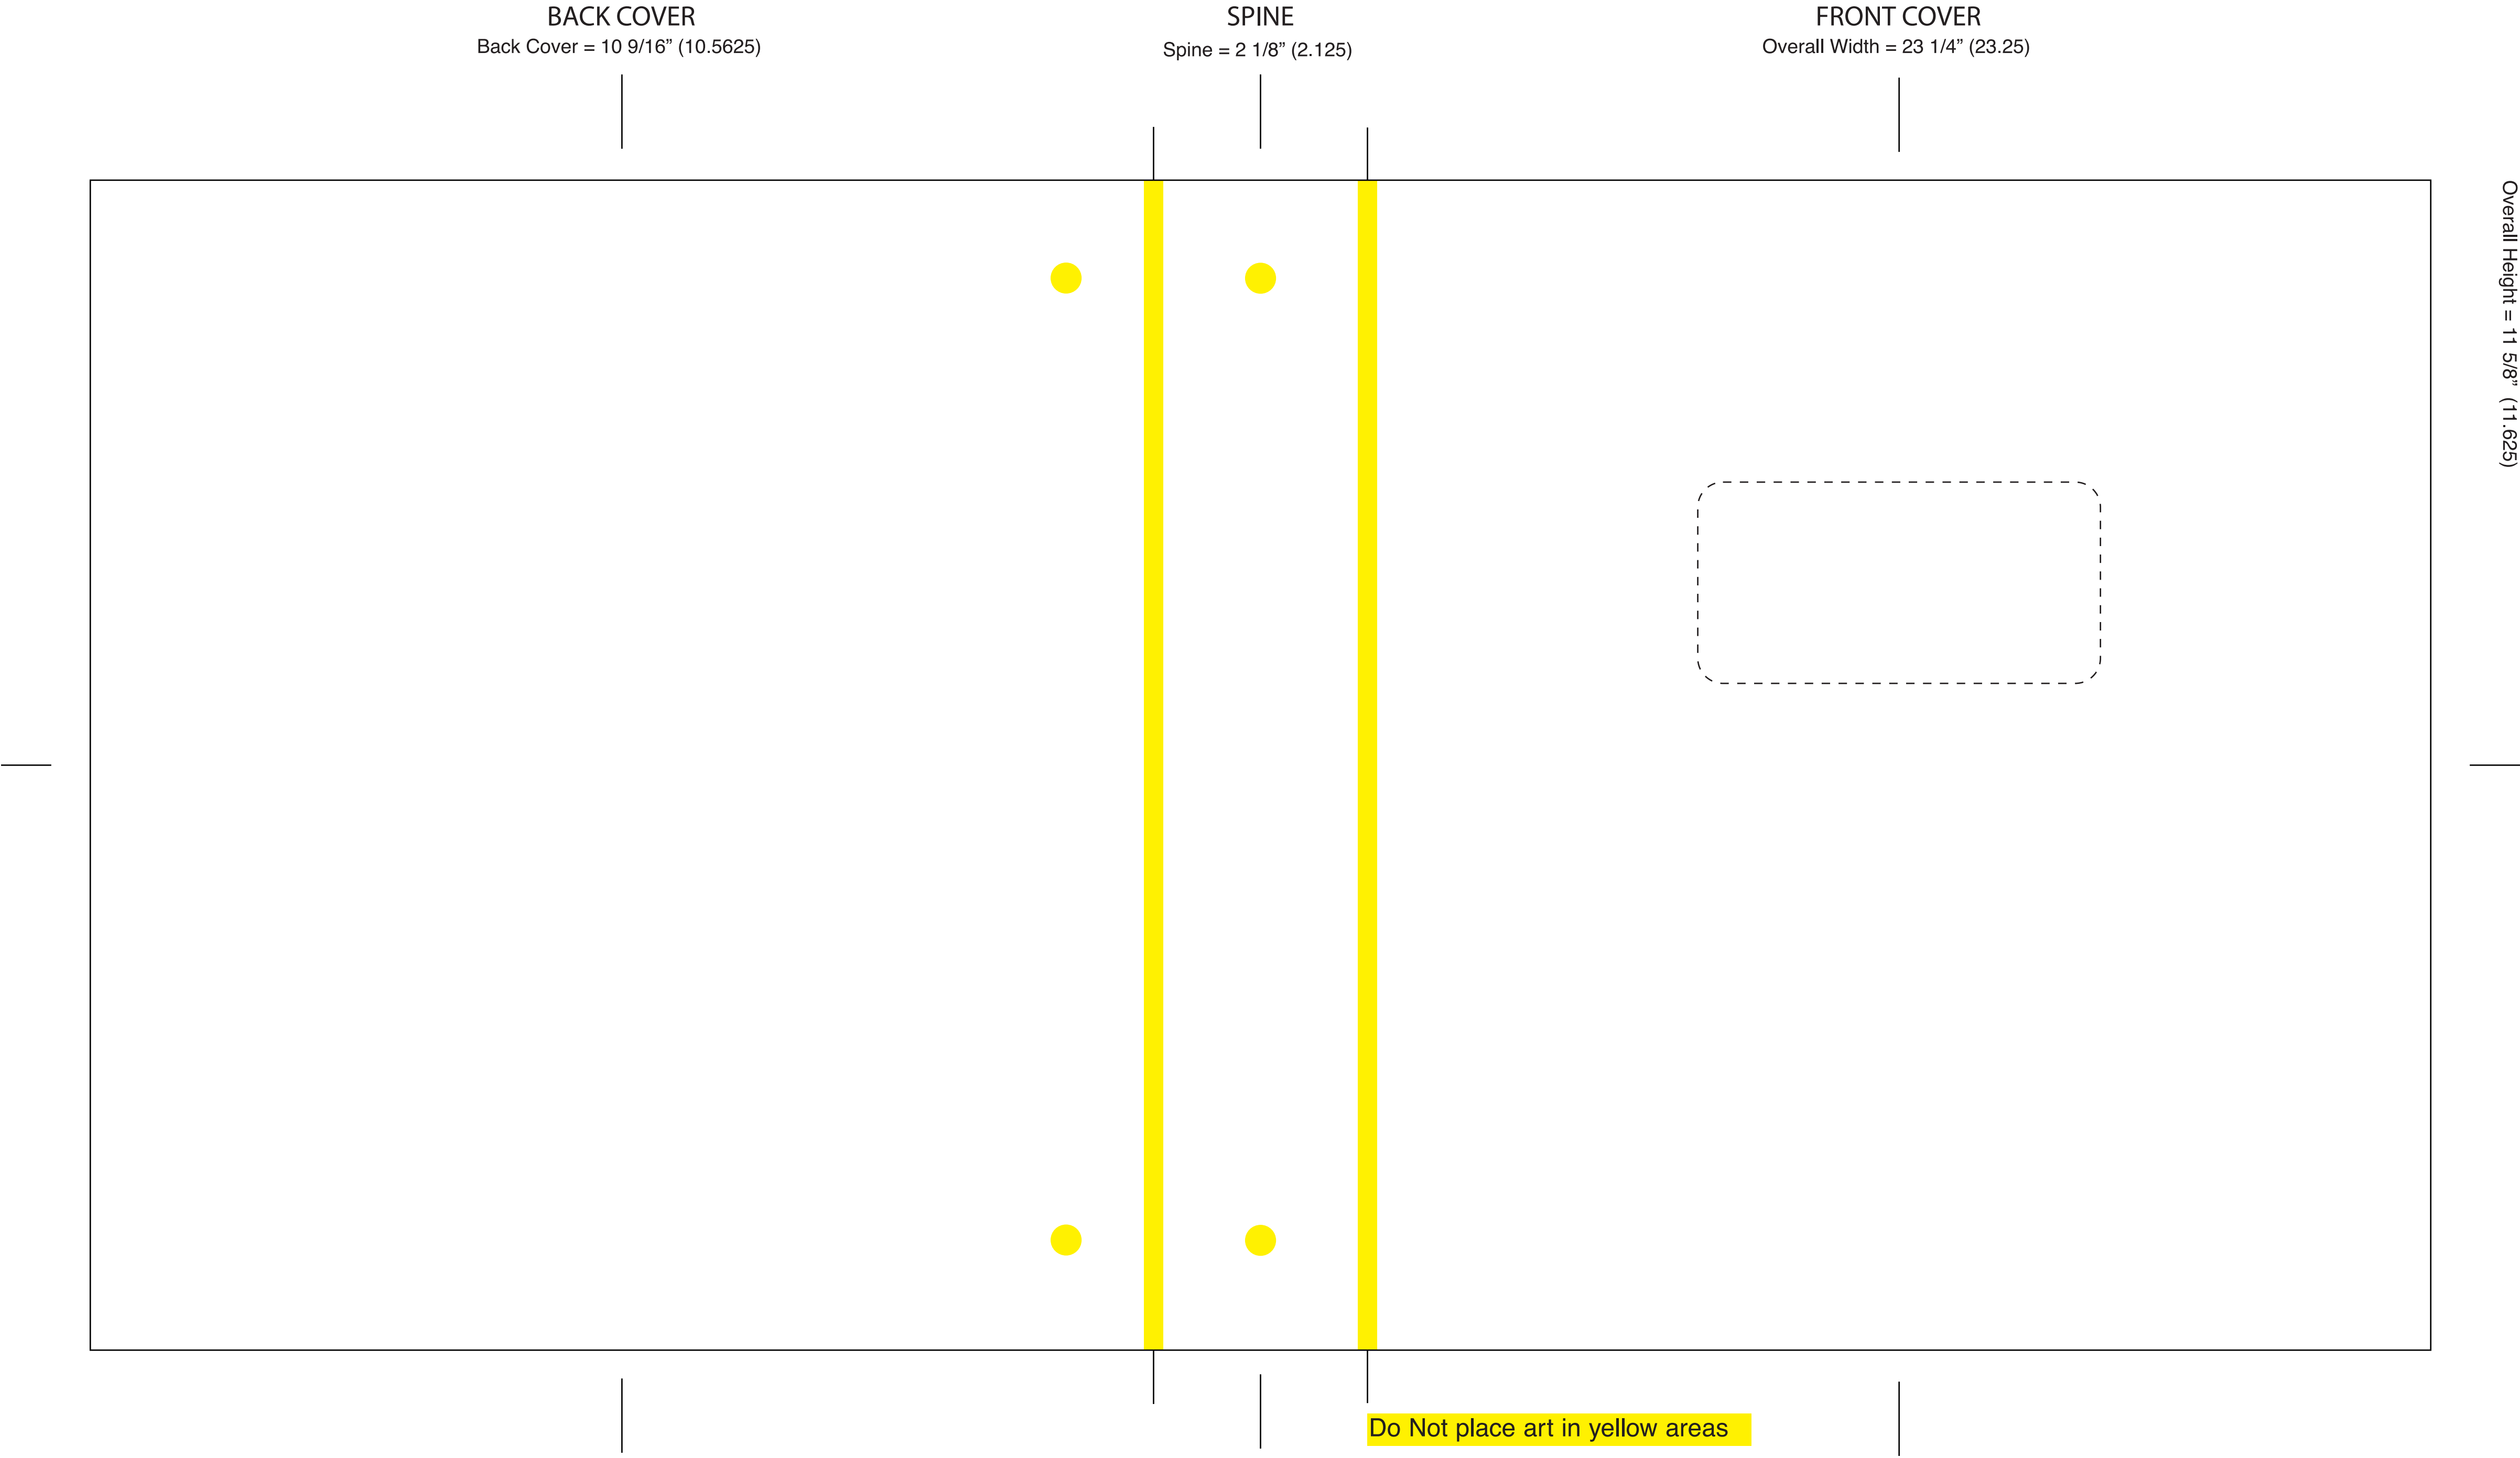 BACK COVER
Back Cover = 10 9/16” (10.5625)
SPINE
Spine = 2 1/8” (2.125)
FRONT COVER
Overall Width = 23 1/4” (23.25)
Overall Height = 11 5/8” (11.625)
Do Not place art in yellow areas